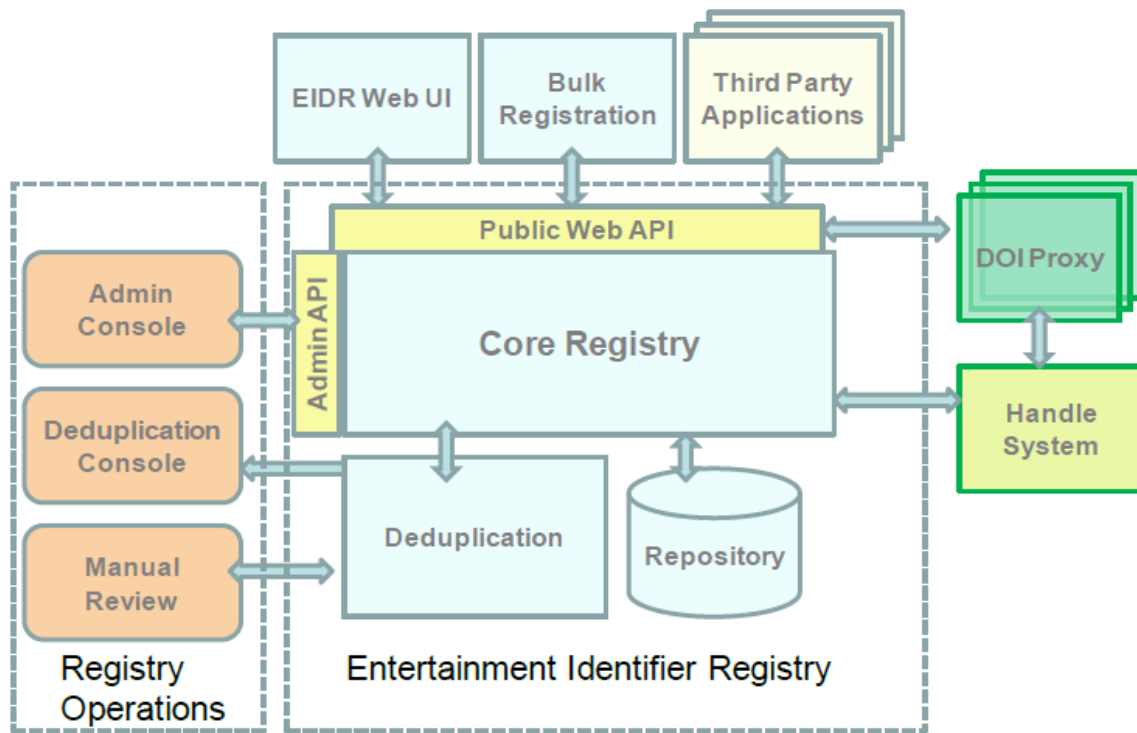 EIDR Web UI
Bulk
Registration
Third Party
Applications
Public Web API
DOI Proxy
Admin
Console
Admin API
Core Registry
Handle
System
Deduplication
Console
Deduplication
Repository
Manual
Review
Registry
Operations
Entertainment Identifier Registry